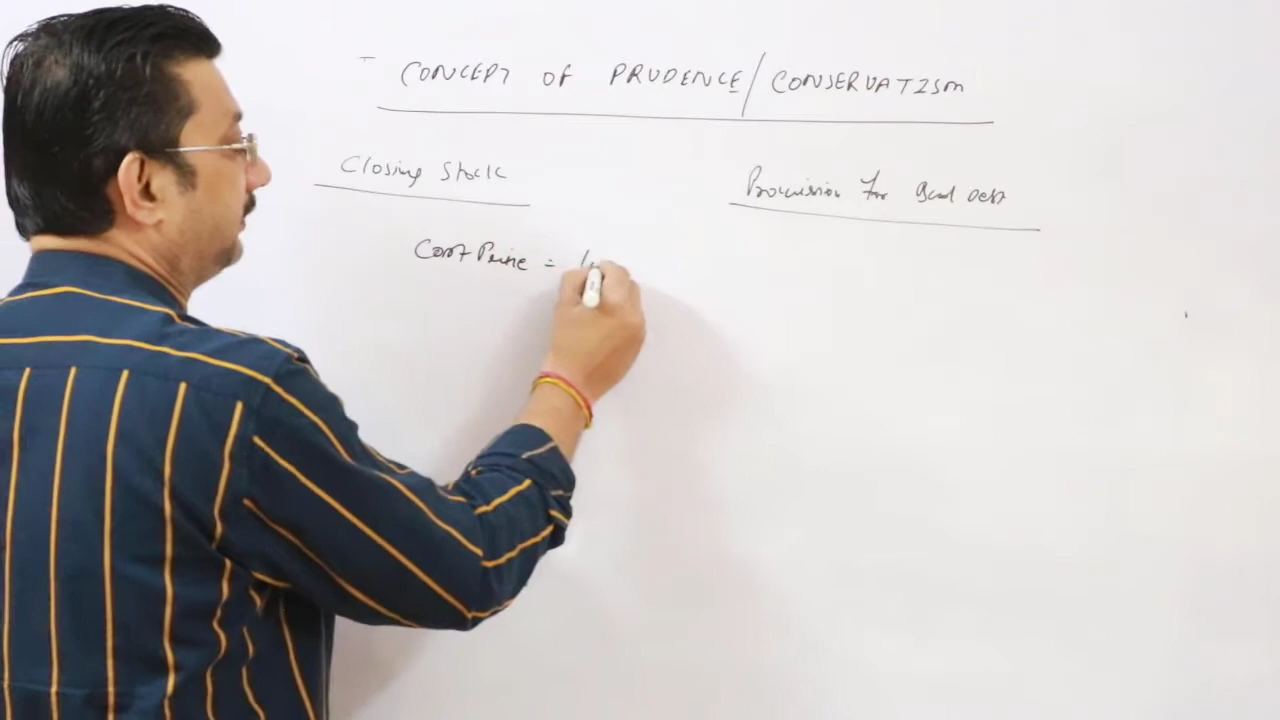 CONCEPT OF PRUDENCE/CONSERVATISM
Closing Stock
Provision For Bad Debt
Cost Price =